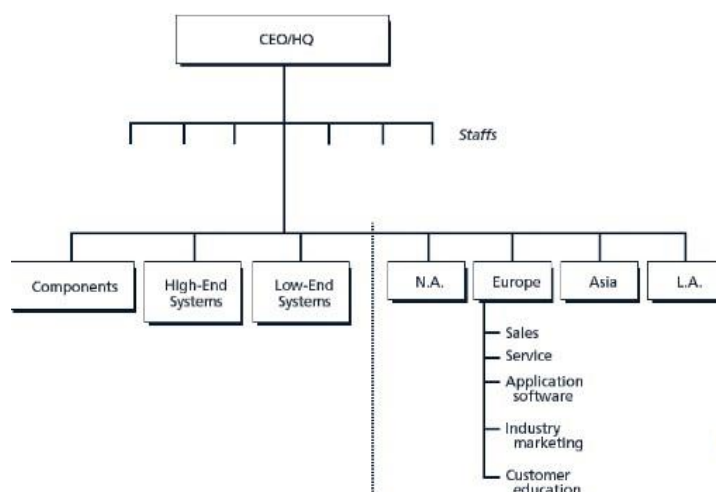 CEO/HQ
Staffs
Components
High-End
Systems
Low-End
Systems
N.A.
Europe
Asia
L.A.
Sales
Service
Application
software
Industry
marketing
Customer
education